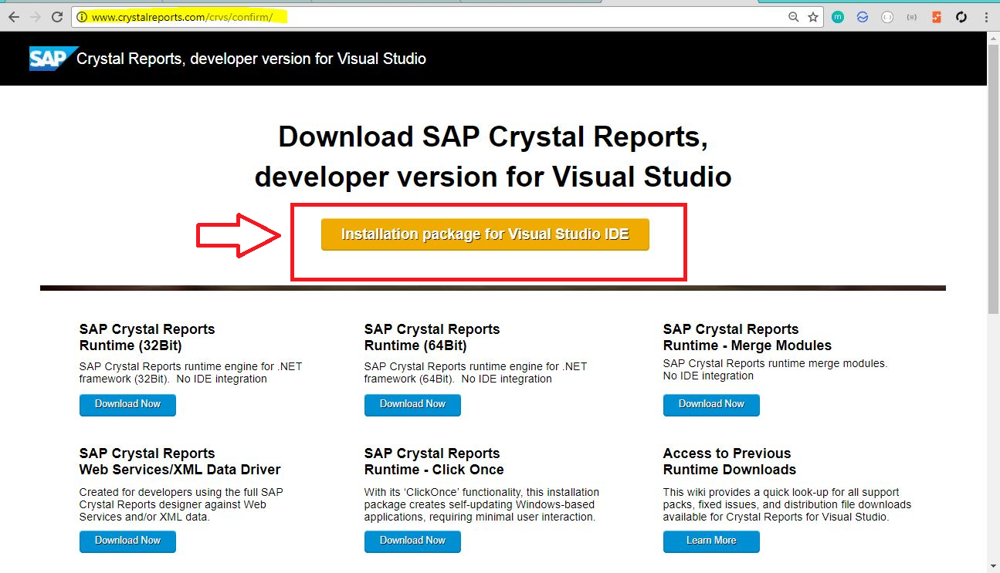 www.crystalreports.com/crvs/confirm/
SAP Crystal Reports, developer version for Visual Studio
Download SAP Crystal Reports,
developer version for Visual Studio
Installation package for Visual Studio IDE
SAP Crystal Reports
Runtime (32Bit)
SAP Crystal Reports runtime engine for .NET
framework (32Bit).  No IDE integration
Download Now
SAP Crystal Reports
Runtime (64Bit)
SAP Crystal Reports runtime engine for .NET
framework (64Bit).  No IDE integration
Download Now
SAP Crystal Reports
Runtime - Merge Modules
SAP Crystal Reports runtime merge modules.
No IDE integration
Download Now
SAP Crystal Reports
Web Services/XML Data Driver
Created for developers using the full SAP
Crystal Reports designer against Web
Services and/or XML data.
Download Now
SAP Crystal Reports
Runtime - Click Once
With its ‘ClickOnce’ functionality, this installation
package creates self-updating Windows-based
applications, requiring minimal user interaction.
Download Now
Access to Previous
Runtime Downloads
This wiki provides a quick look-up for all support
packs, fixed issues, and distribution file downloads
available for Crystal Reports for Visual Studio.
Learn More